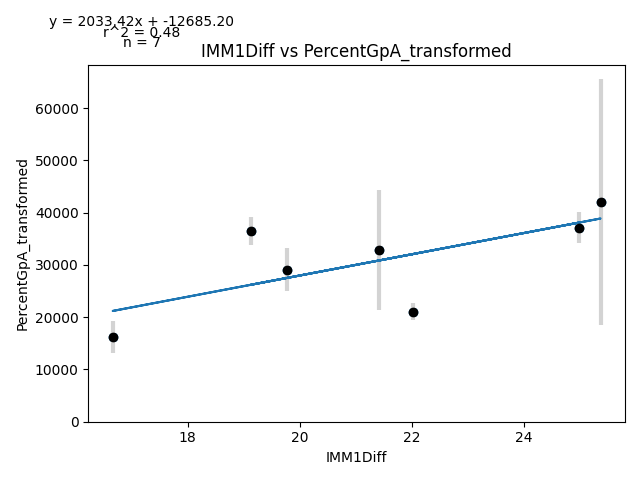 y = 2033.42x + -12685.20
r^2 = 0.48
n = 7
IMM1Diff vs PercentGpA_transformed
60000
50000
40000
30000
20000
10000
0
PercentGpA_transformed
18
20
22
24
IMM1Diff